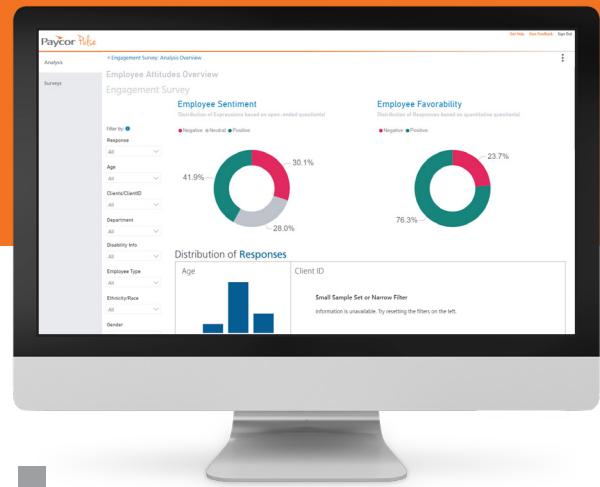 Get Help Give Feedback Sign Out
Paycor Pulse
Analysis
Surveys
< Engagement Survey: Analysis Overview
Employee Attitudes Overview
Engagement Survey
Employee Sentiment
Distribution of Expressions based on open-ended question(s)
Negative Neutral Positive
30.1%
41.9%
28.0%
Employee Favorability
Distribution of Responses based on quantitative question(s)
Negative Positive
23.7%
76.3%
Filter by:
Response
All
Age
All
Clients/ClientID
All
Department
All
Disability Info
All
Employee Type
All
Ethnicity/Race
All
Gender
Distribution of Responses
Age
Client ID
Small Sample Set or Narrow Filter
Information is unavailable. Try resetting the filters on the left.